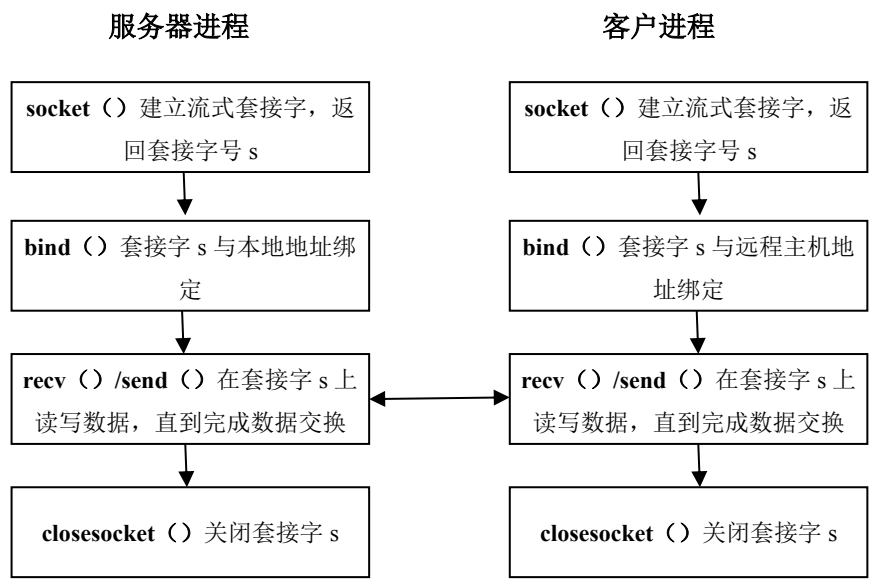 服务器进程
socket（）建立流式套接字，返
回套接字号 s
bind（）套接字 s 与本地地址绑
定
recv（）/send（）在套接字 s 上
读写数据，直到完成数据交换
closesocket（）关闭套接字 s
客户进程
socket（）建立流式套接字，返
回套接字号 s
bind（）套接字 s 与远程主机地
址绑定
recv（）/send（）在套接字 s 上
读写数据，直到完成数据交换
closesocket（）关闭套接字 s